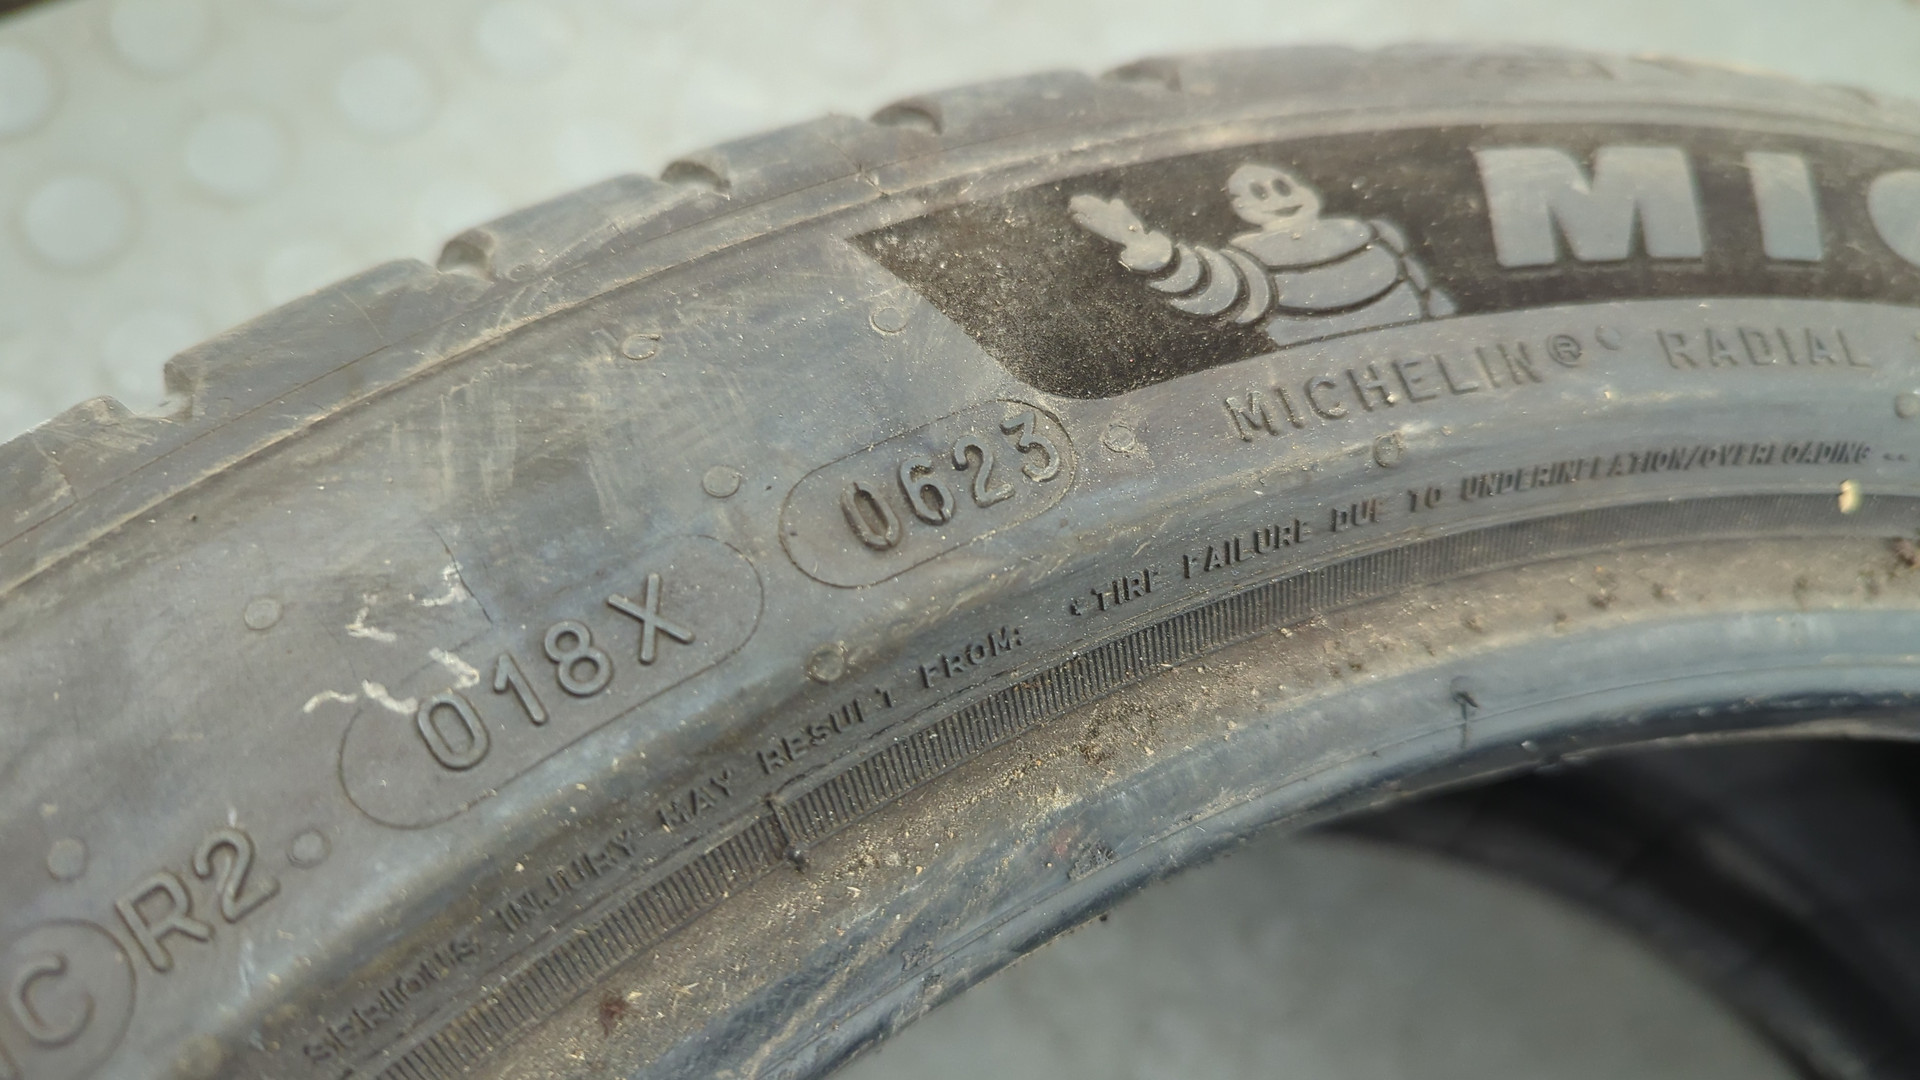 MIC
MICHELIN® RADIAL
0623
018X
C R2
SERIOUS INJURY MAY RESULT FROM: • TIRE FAILURE DUE TO UNDERINFLATION/OVERLOADING --